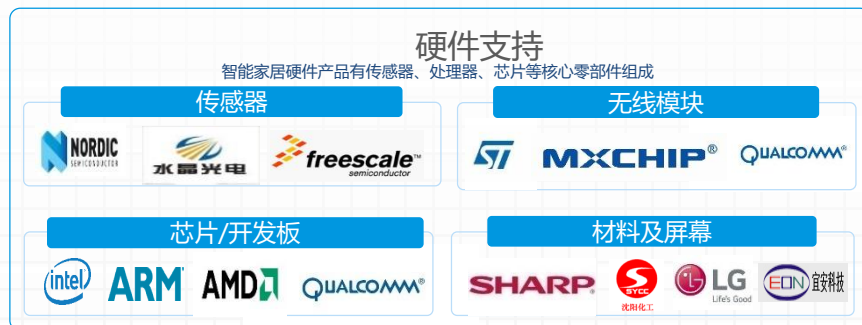 硬件支持
智能家居硬件产品有传感器、处理器、芯片等核心零部件组成
传感器
无线模块
NORDIC
SEMICONDUCTOR
水晶光电
freescale™
semiconductor
ST
MXCHIP®
QUALCOMM®
芯片/开发板
材料及屏幕
intel
ARM
AMD
QUALCOMM®
SHARP
SYCC
沈阳化工
LG
Life's Good
EON 宜安科技